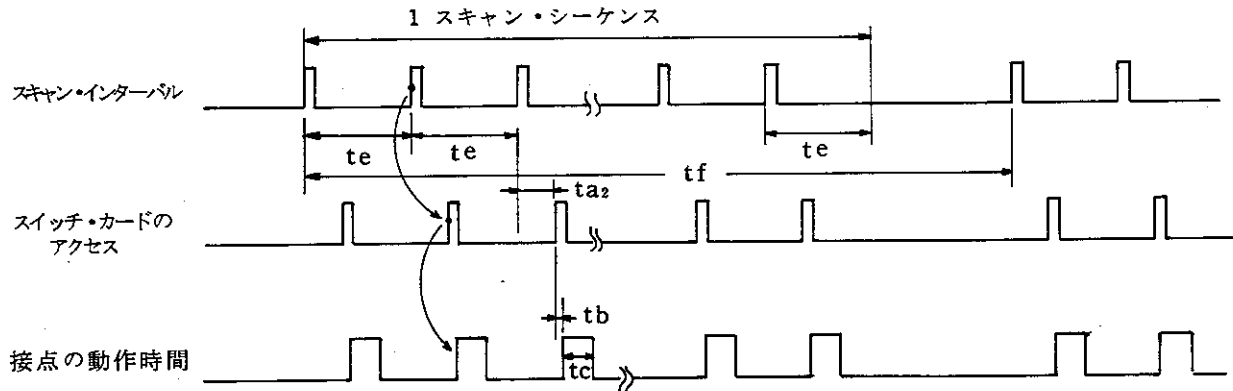 1 スキャン・シーケンス
スキャン・インターバル
te
te
te
tf
ta₂
スイッチ・カードの
アクセス
tb
接点の動作時間
tc